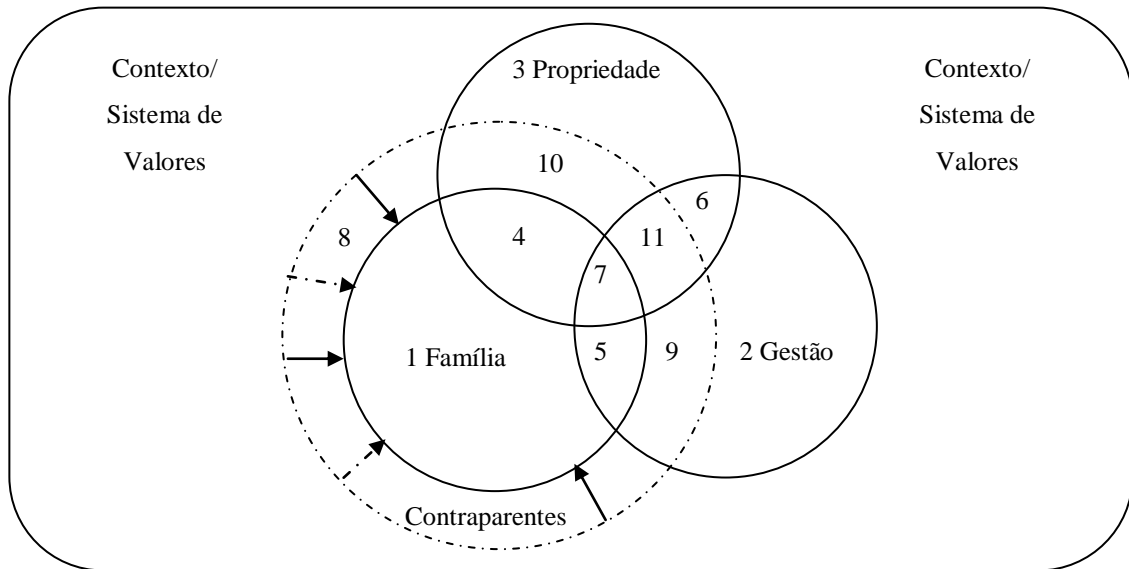 Contexto/
Sistema de
Valores
3 Propriedade
Contexto/
Sistema de
Valores
10
6
8
4
11
7
1 Família
5
9
2 Gestão
Contraparentes